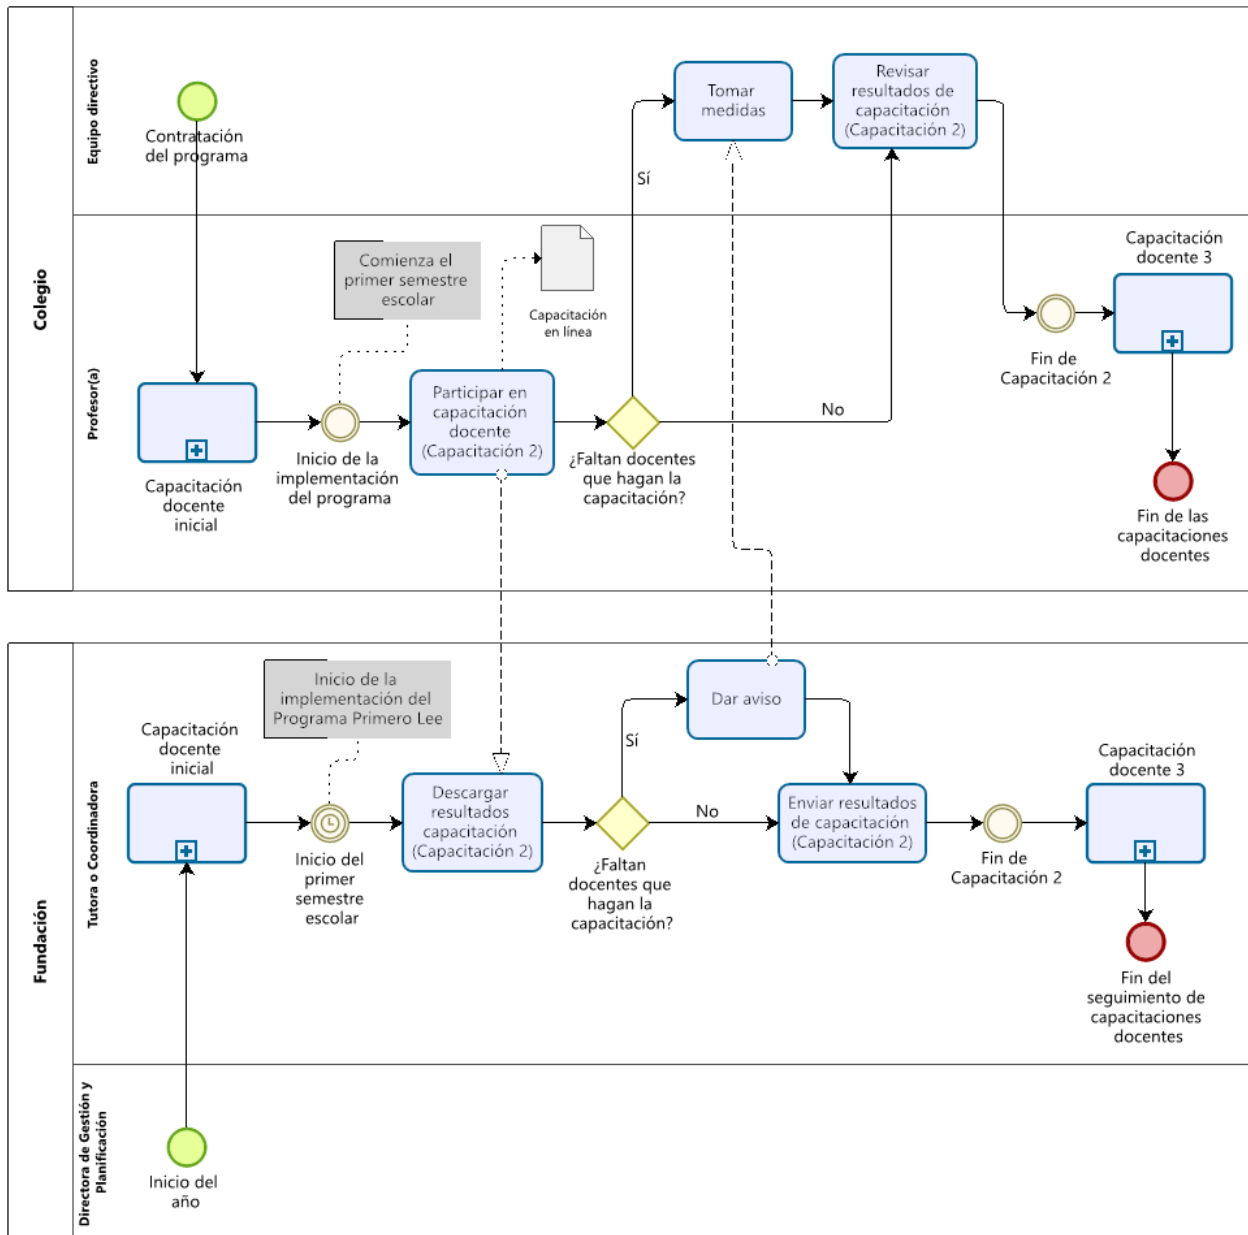 Colegio
Equipo directivo
Contratación
del programa
Tomar
medidas
Revisar
resultados de
capacitación
(Capacitación 2)
Sí
Profesor(a)
Comienza el
primer semestre
escolar
Capacitación
en línea
Capacitación
docente 3
Capacitación
docente
inicial
Inicio de la
implementación
del programa
Participar en
capacitación
docente
(Capacitación 2)
¿Faltan docentes
que hagan la
capacitación?
No
Fin de
Capacitación 2
Fin de las
capacitaciones
docentes
Fundación
Tutora o Coordinadora
Capacitación
docente
inicial
Inicio de la
implementación del
Programa Primero Lee
Inicio del
primer
semestre
escolar
Descargar
resultados
capacitación
(Capacitación 2)
¿Faltan
docentes que
hagan la
capacitación?
Sí
Dar aviso
No
Enviar resultados
de capacitación
(Capacitación 2)
Fin de
Capacitación 2
Capacitación
docente 3
Fin del
seguimiento de
capacitaciones
docentes
Directora de Gestión y
Planificación
Inicio del
año